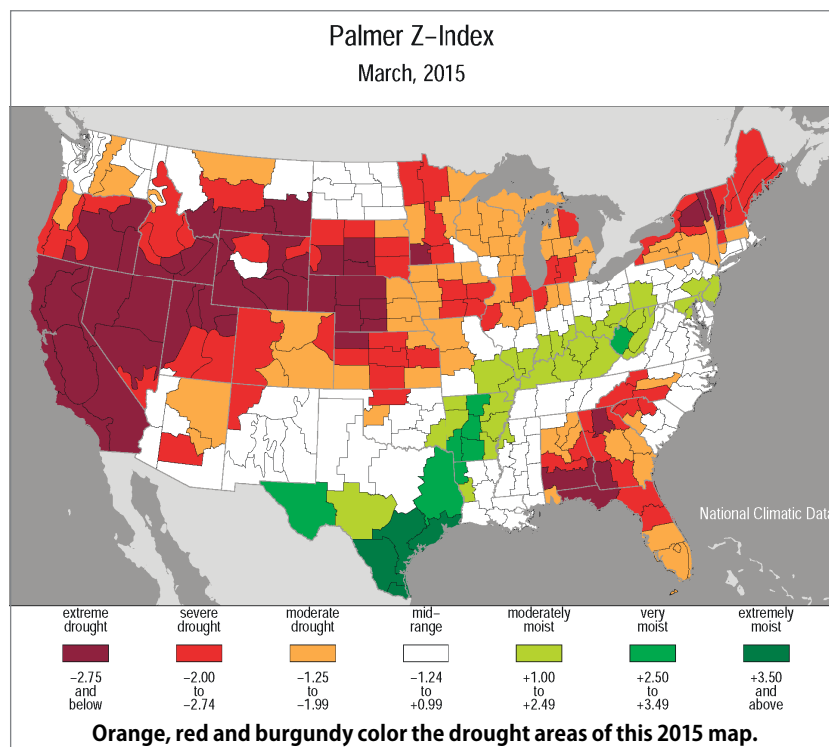 Palmer Z–Index
March, 2015
National Climatic Data
extreme drought
severe drought
moderate drought
mid–range
moderately moist
very moist
extremely moist
−2.75 and below
−2.00 to −2.74
−1.25 to −1.99
−1.24 to +0.99
+1.00 to +2.49
+2.50 to +3.49
+3.50 and above
Orange, red and burgundy color the drought areas of this 2015 map.